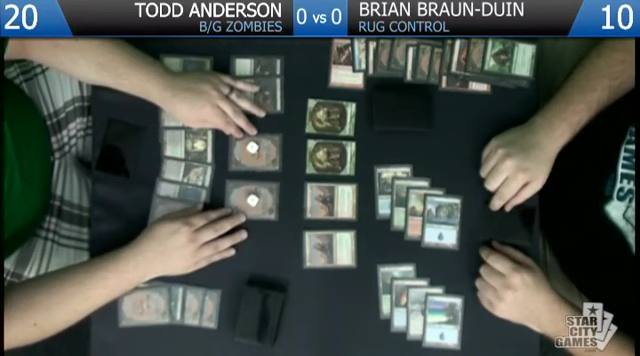 20 TODD ANDERSON 0 vs 0 BRIAN BRAUN-DUIN 10
B/G ZOMBIES RUG CONTROL
STAR
CITY
GAMES